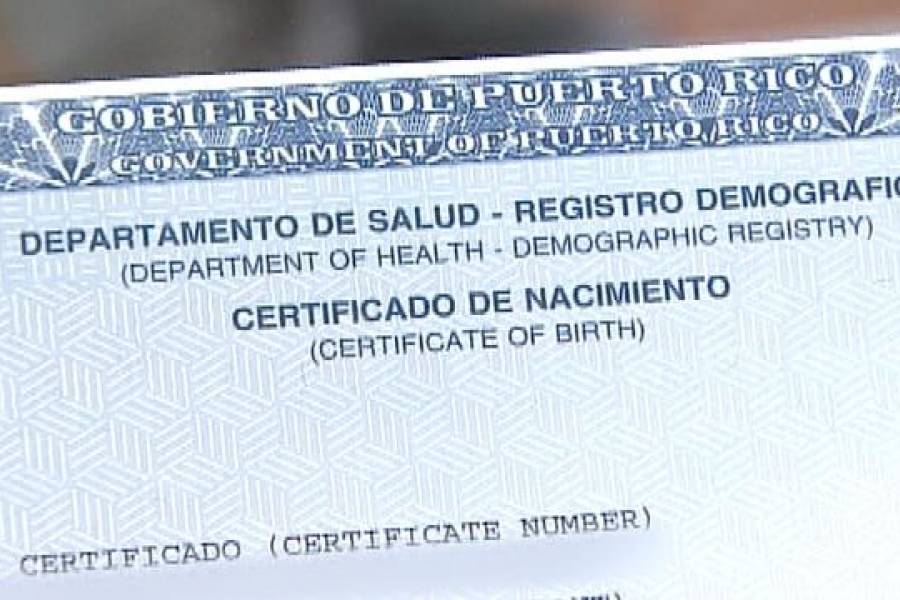 GOBIERNO DE PUERTO RICO
GOVERNMENT OF PUERTO RICO
DEPARTAMENTO DE SALUD - REGISTRO DEMOGRAFIC
(DEPARTMENT OF HEALTH - DEMOGRAPHIC REGISTRY)
CERTIFICADO DE NACIMIENTO
(CERTIFICATE OF BIRTH)
CERTIFICADO (CERTIFICATE NUMBER)